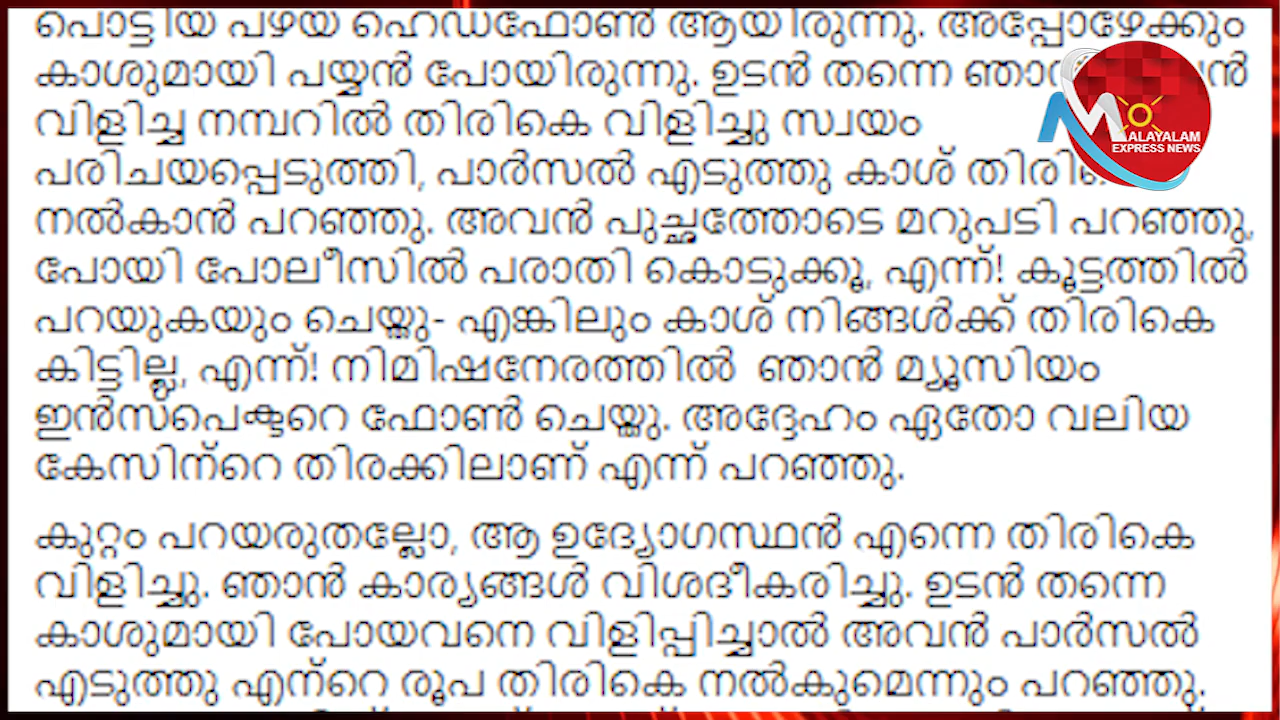 പൊട്ടിയ പഴയ ഹെഡ്ഫോൺ ആയിരുന്നു. അപ്പോഴേക്കും
കാശുമായി പയ്യൻ പോയിരുന്നു. ഉടൻ തന്നെ
വിളിച്ച നമ്പറിൽ തിരികെ വിളിച്ചു സ്വയം
പരിചയപ്പെടുത്തി, പാർസൽ എടുത്തു കാശ്
നൽകാൻ പറഞ്ഞു. അവൻ പുച്ഛത്തോടെ മറുപടി പറഞ്ഞു,
പോയി പോലീസിൽ പരാതി കൊടുക്കൂ, എന്ന്! കൂട്ടത്തിൽ
പറയുകയും ചെയ്തു- എങ്കിലും കാശ് നിങ്ങൾക്ക് തിരികെ
കിട്ടില്ല, എന്ന്! നിമിഷനേരത്തിൽ ഞാൻ മ്യൂസിയം
ഇൻസ്പെക്ടറെ ഫോൺ ചെയ്തു. അദ്ദേഹം ഏതോ വലിയ
കേസിന്റെ തിരക്കിലാണ് എന്ന് പറഞ്ഞു.
കുറ്റം പറയരുതല്ലോ, ആ ഉദ്യോഗസ്ഥൻ എന്നെ തിരികെ
വിളിച്ചു. ഞാൻ കാര്യങ്ങൾ വിശദീകരിച്ചു. ഉടൻ തന്നെ
കാശുമായി പോയവനെ വിളിപ്പിച്ചാൽ അവൻ പാർസൽ
എടുത്തു എന്റെ രൂപ തിരികെ നൽകുമെന്നും പറഞ്ഞു.
MALAYALAM
EXPRESS NEWS